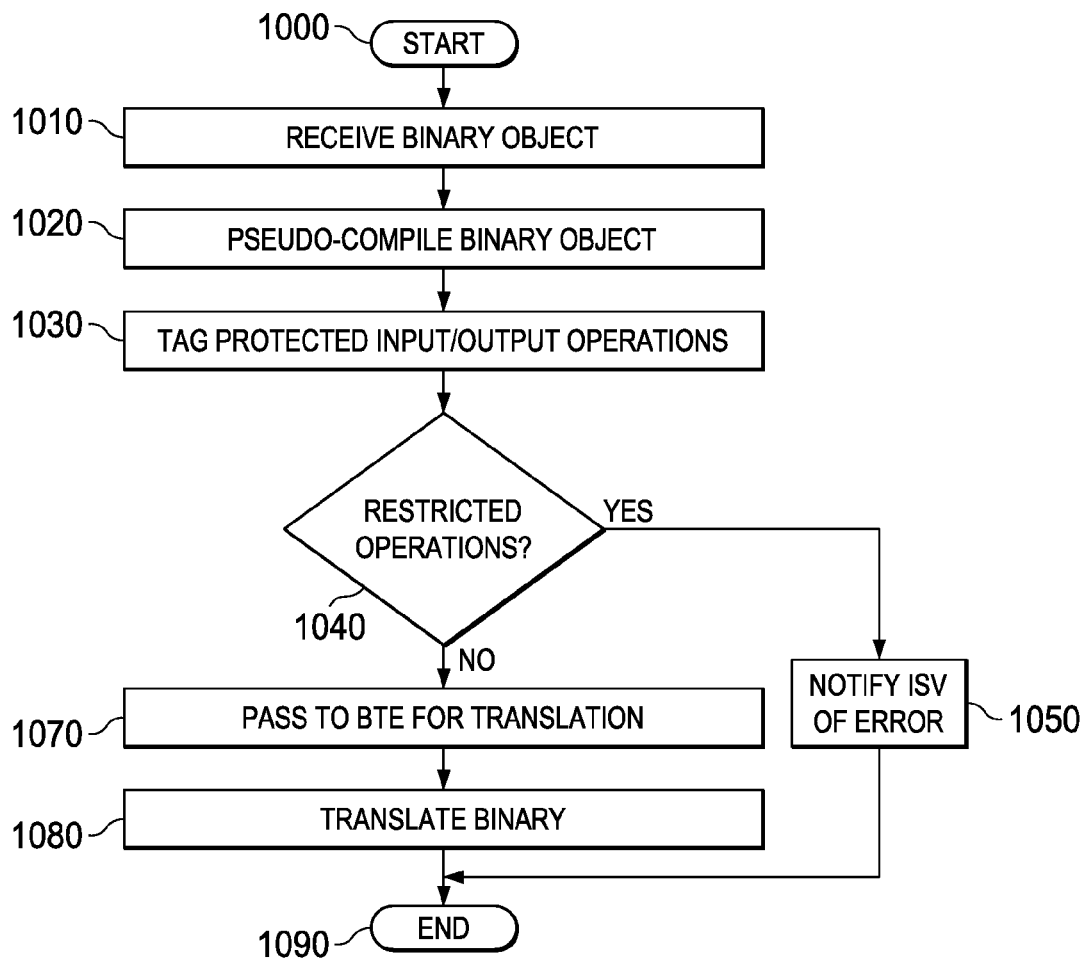 1000
START
1010
RECEIVE BINARY OBJECT
1020
PSEUDO-COMPILE BINARY OBJECT
1030
TAG PROTECTED INPUT/OUTPUT OPERATIONS
RESTRICTED
OPERATIONS?
YES
1040
NO
NOTIFY ISV
OF ERROR
1050
1070
PASS TO BTE FOR TRANSLATION
1080
TRANSLATE BINARY
1090
END